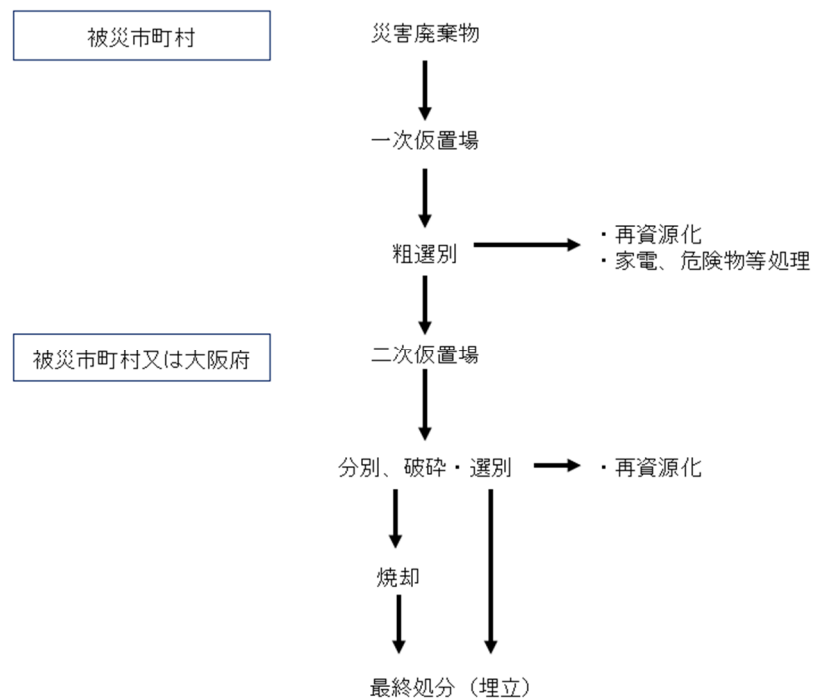 被災市町村
災害廃棄物
一次仮置場
粗選別
・再資源化
・家電、危険物等処理
被災市町村又は大阪府
二次仮置場
分別、破砕・選別
・再資源化
焼却
最終処分（埋立）